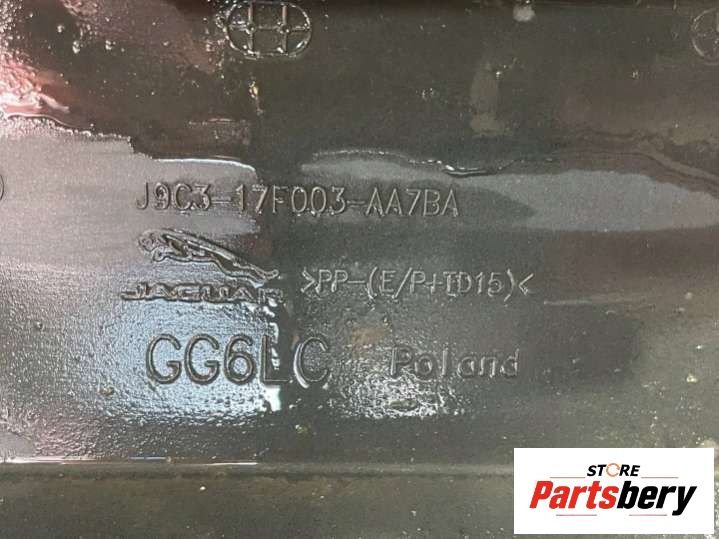 J9C3-17F003-AA7BA
JAGUAR >PP-(E/P+TD15)<
GG6LC Poland
STORE
Partsbery